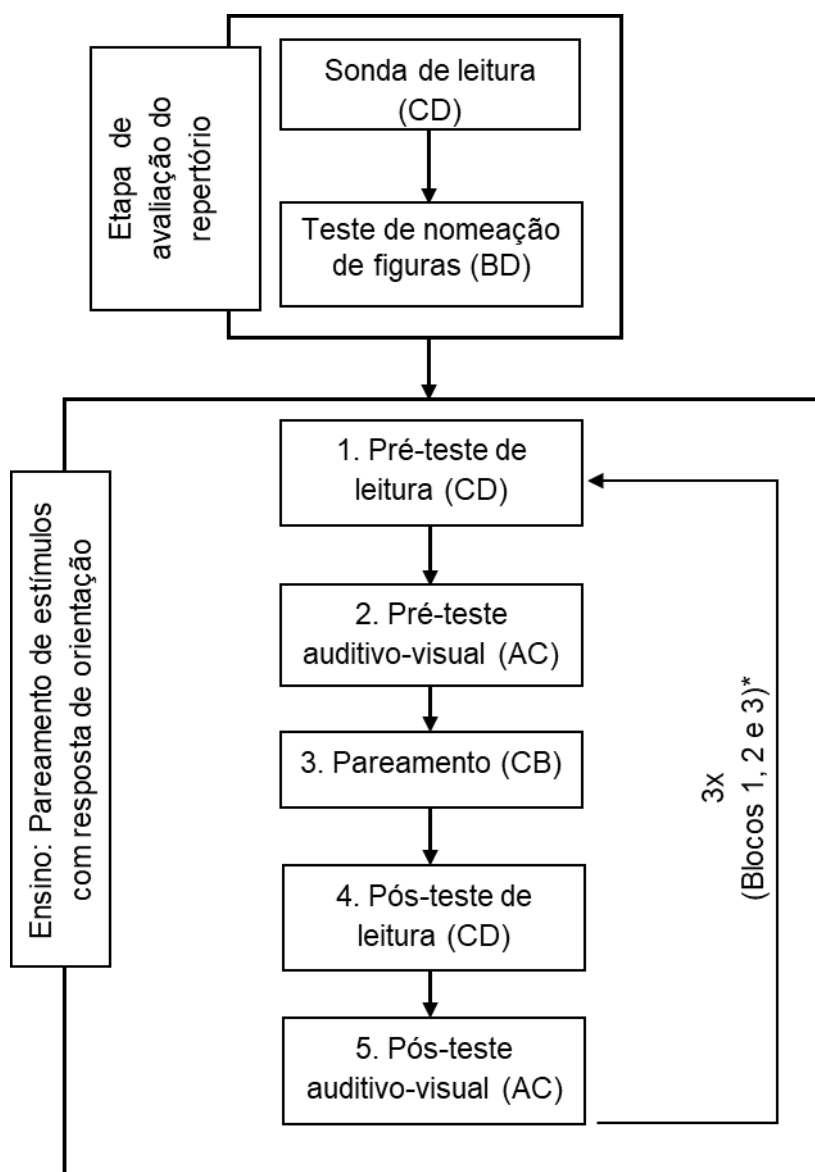 Etapa de
avaliação do
repertório
Sonda de leitura
(CD)
Teste de nomeação
de figuras (BD)
Ensino: Pareamento de estímulos
com resposta de orientação
1. Pré-teste de
leitura (CD)
2. Pré-teste
auditivo-visual (AC)
3. Pareamento (CB)
4. Pós-teste de
leitura (CD)
5. Pós-teste
auditivo-visual (AC)
3x
(Blocos 1, 2 e 3)*